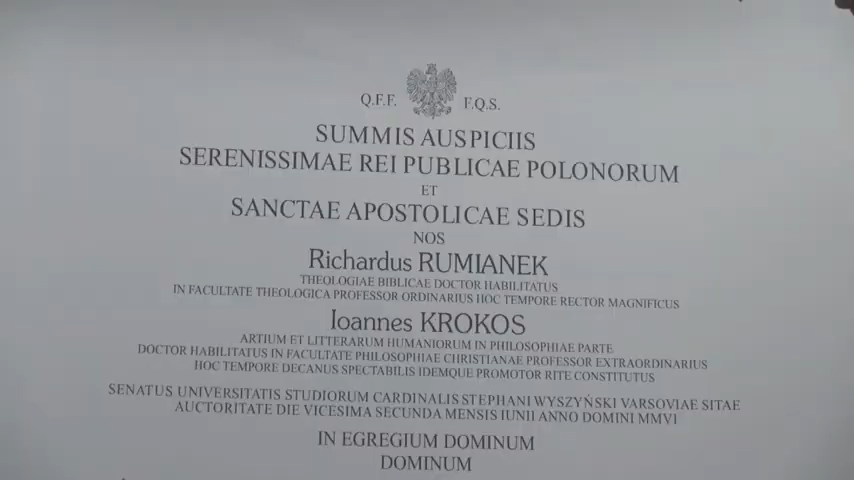 Q.F.F. F.Q.S.
SUMMIS AUSPICIIS
SERENISSIMAE REI PUBLICAE POLONORUM
ET
SANCTAE APOSTOLICAE SEDIS
NOS
Richardus RUMIANEK
THEOLOGIAE BIBLICAE DOCTOR HABILITATUS
IN FACULTATE THEOLOGICA PROFESSOR ORDINARIUS HOC TEMPORE RECTOR MAGNIFICUS
Ioannes KROKOS
ARTIUM ET LITTERARUM HUMANIORUM IN PHILOSOPHIAE PARTE
DOCTOR HABILITATUS IN FACULTATE PHILOSOPHIAE CHRISTIANAE PROFESSOR EXTRAORDINARIUS
HOC TEMPORE DECANUS SPECTABILIS IDEMQUE PROMOTOR RITE CONSTITUTUS
SENATUS UNIVERSITATIS STUDIORUM CARDINALIS STEPHANI WYSZYŃSKI VARSOVIAE SITAE
AUCTORITATE DIE VICESIMA SECUNDA MENSIS IUNII ANNO DOMINI MMVI
IN EGREGIUM DOMINUM
DOMINUM